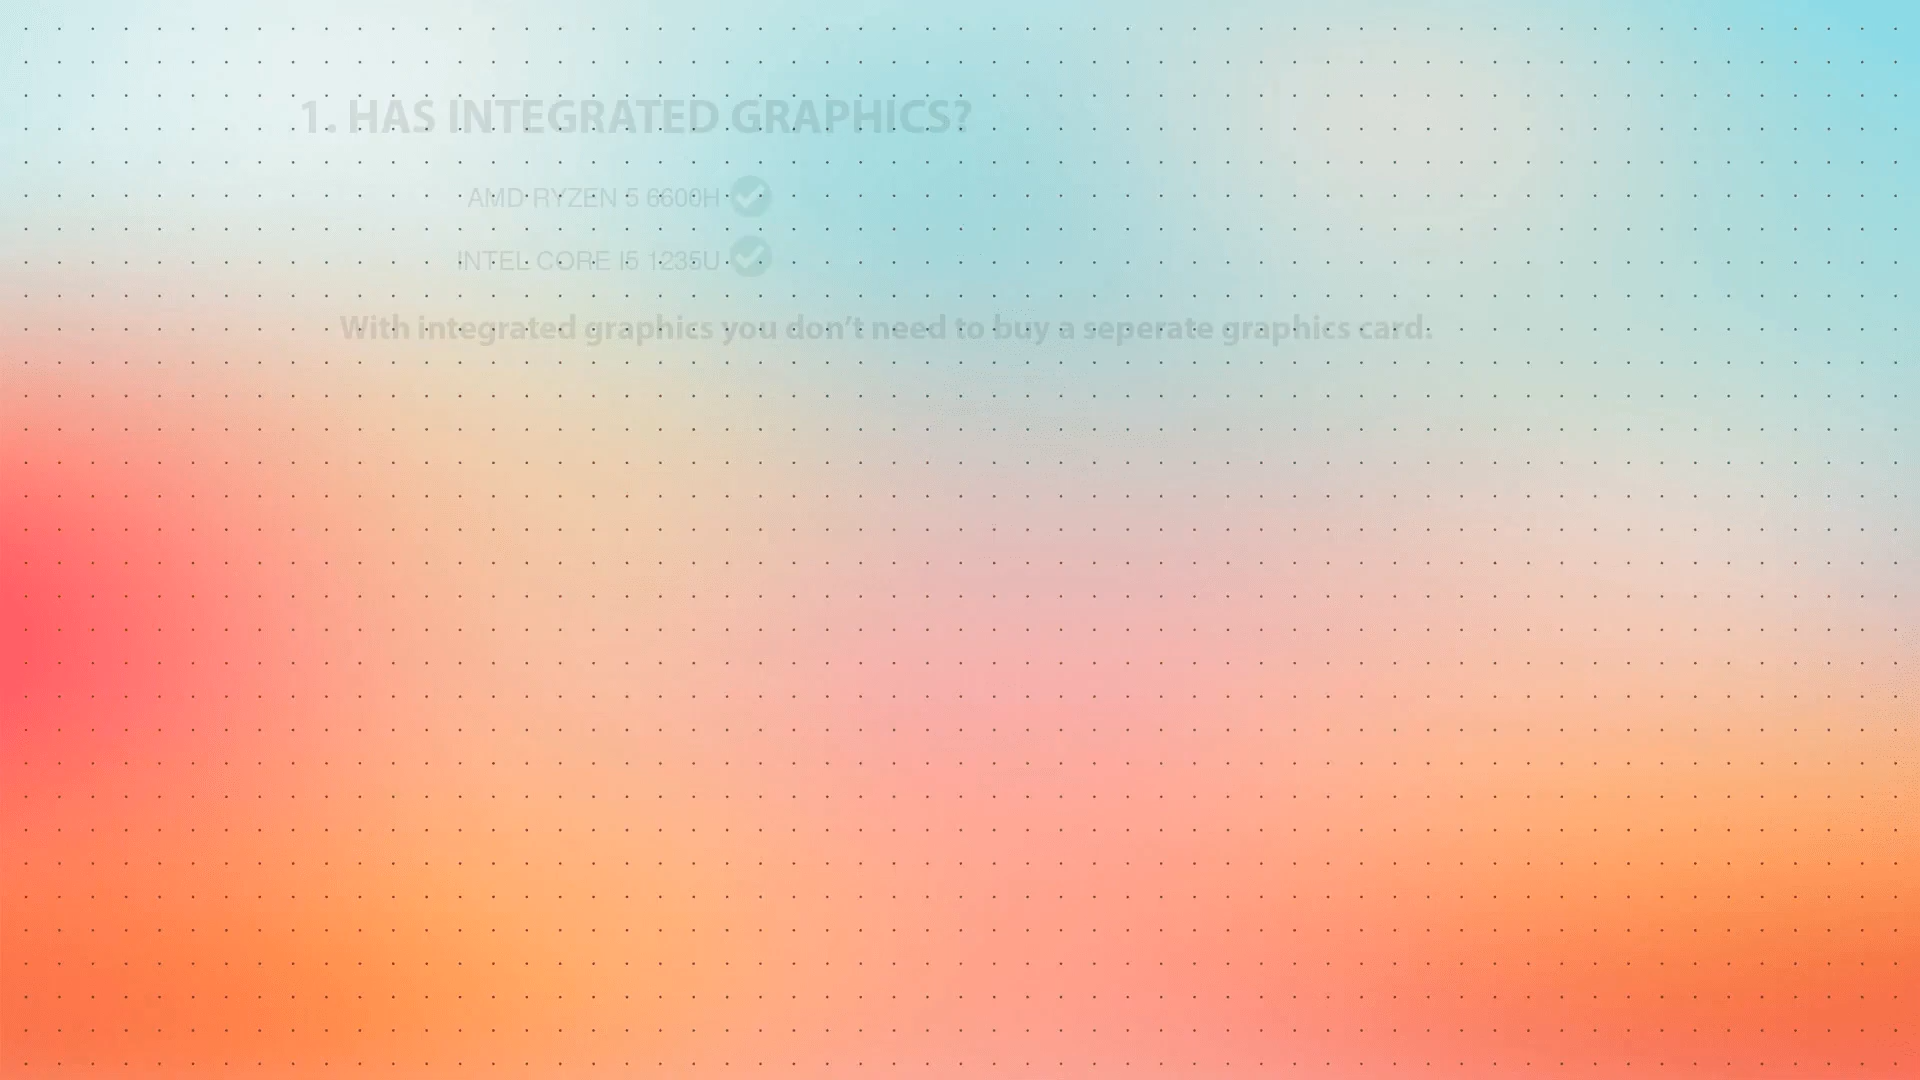 1. HAS INTEGRATED GRAPHICS?
AMD RYZEN 5 6600H
INTEL CORE I5 1235U
With integrated graphics you don’t need to buy a seperate graphics card.